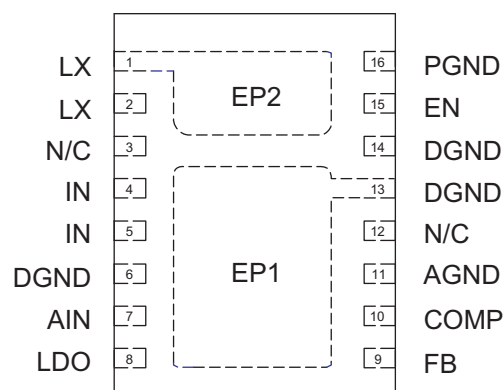 LX 1 16 PGND
EP2
LX 2 15 EN
N/C 3 14 DGND
IN 4 13 DGND
IN 5 12 N/C
EP1
DGND 6 11 AGND
AIN 7 10 COMP
LDO 8 9 FB